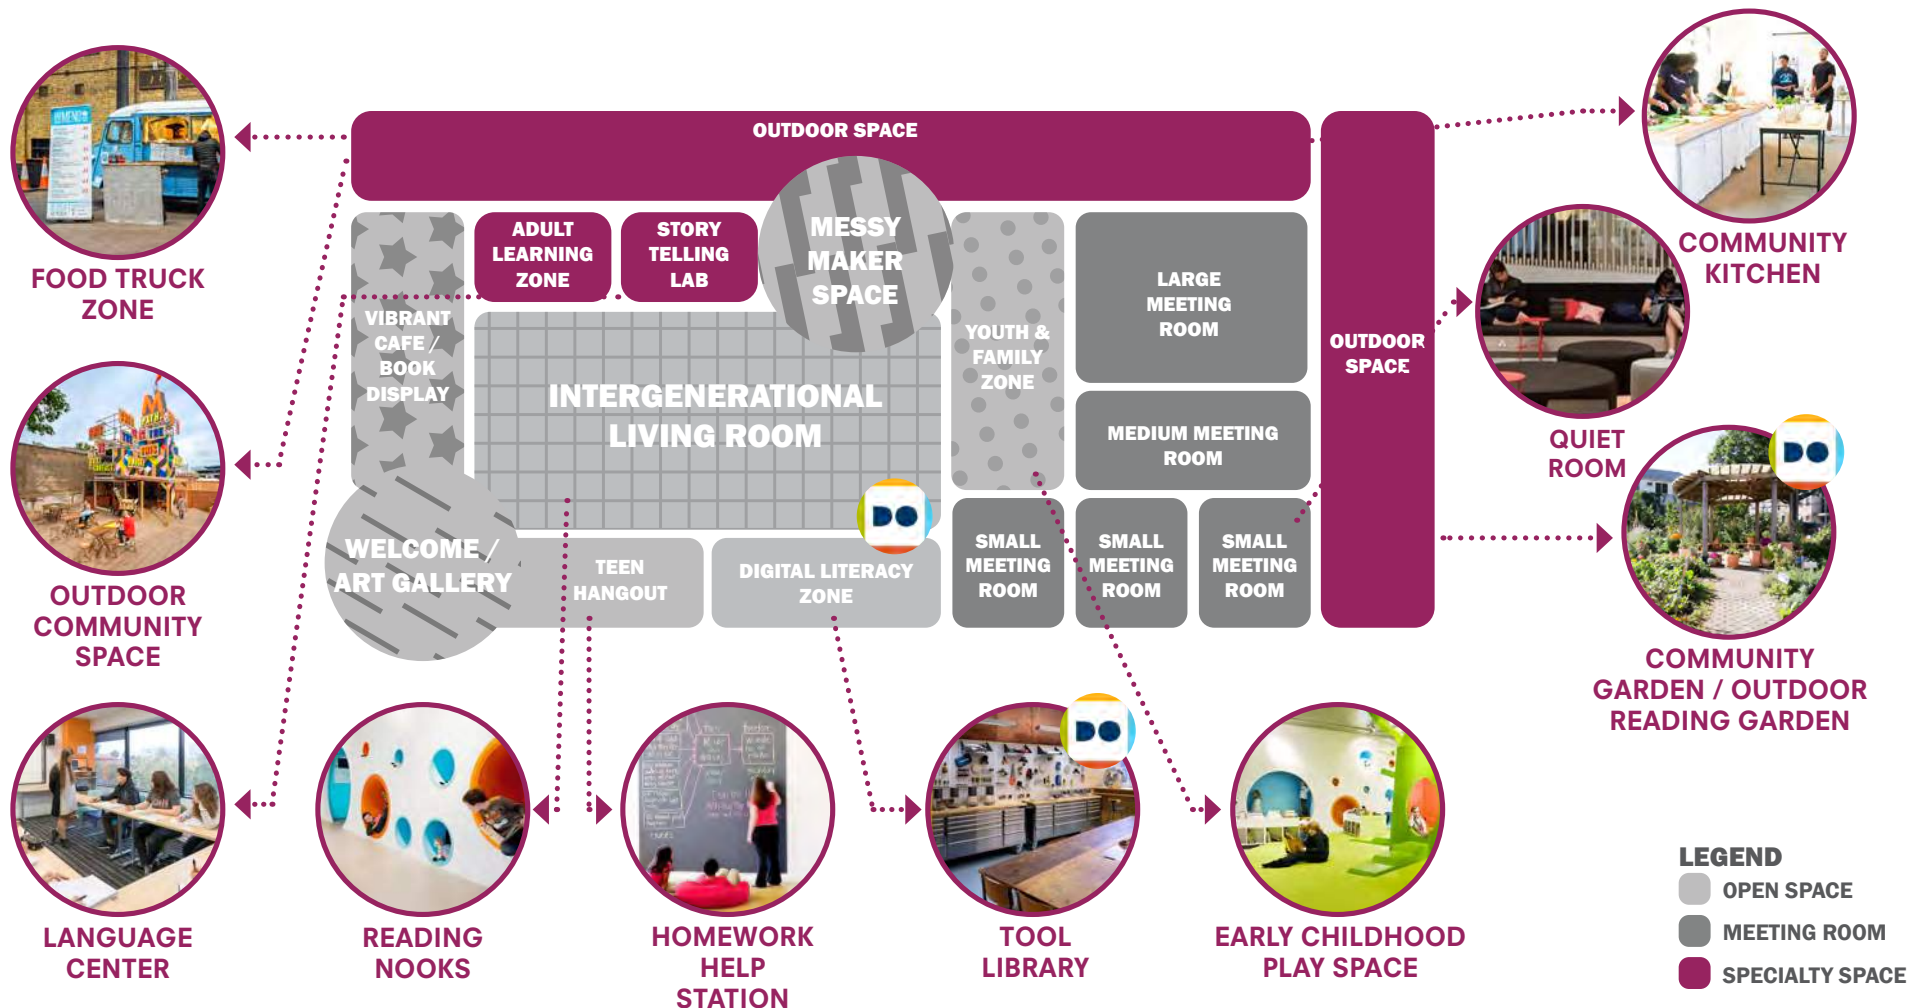 OUTDOOR SPACE
ADULT
LEARNING
ZONE
STORY
TELLING
LAB
MESSY
MAKER
SPACE
VIBRANT
CAFE /
BOOK
DISPLAY
INTERGENERATIONAL
LIVING ROOM
YOUTH &
FAMILY
ZONE
LARGE
MEETING
ROOM
MEDIUM MEETING
ROOM
OUTDOOR
SPACE
WELCOME /
ART GALLERY
TEEN
HANGOUT
DIGITAL LITERACY
ZONE
DO
SMALL
MEETING
ROOM
SMALL
MEETING
ROOM
SMALL
MEETING
ROOM
MENU
FOOD TRUCK
ZONE
OUTDOOR
COMMUNITY
SPACE
LANGUAGE
CENTER
READING
NOOKS
HOMEWORK
HELP
STATION
DO
TOOL
LIBRARY
EARLY CHILDHOOD
PLAY SPACE
COMMUNITY
KITCHEN
QUIET
ROOM
DO
COMMUNITY
GARDEN / OUTDOOR
READING GARDEN
LEGEND
OPEN SPACE
MEETING ROOM
SPECIALTY SPACE